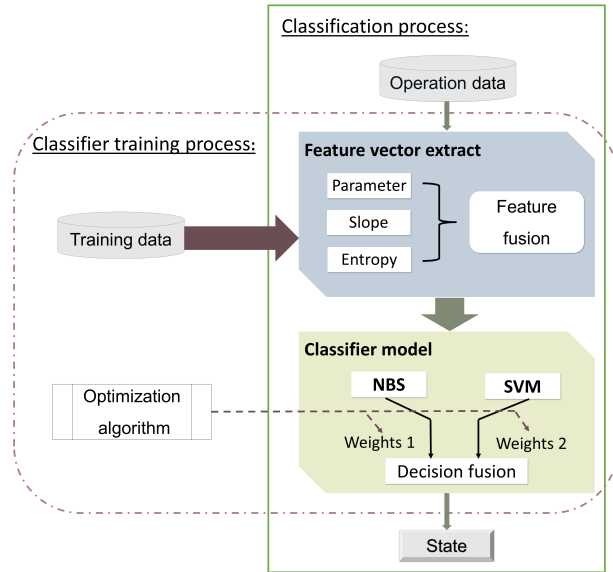 Classification process:
Operation data
Classifier training process:
Feature vector extract
Parameter
Slope
Entropy
Feature
fusion
Training data
Classifier model
NBS
SVM
Optimization
algorithm
Weights 1
Weights 2
Decision fusion
State